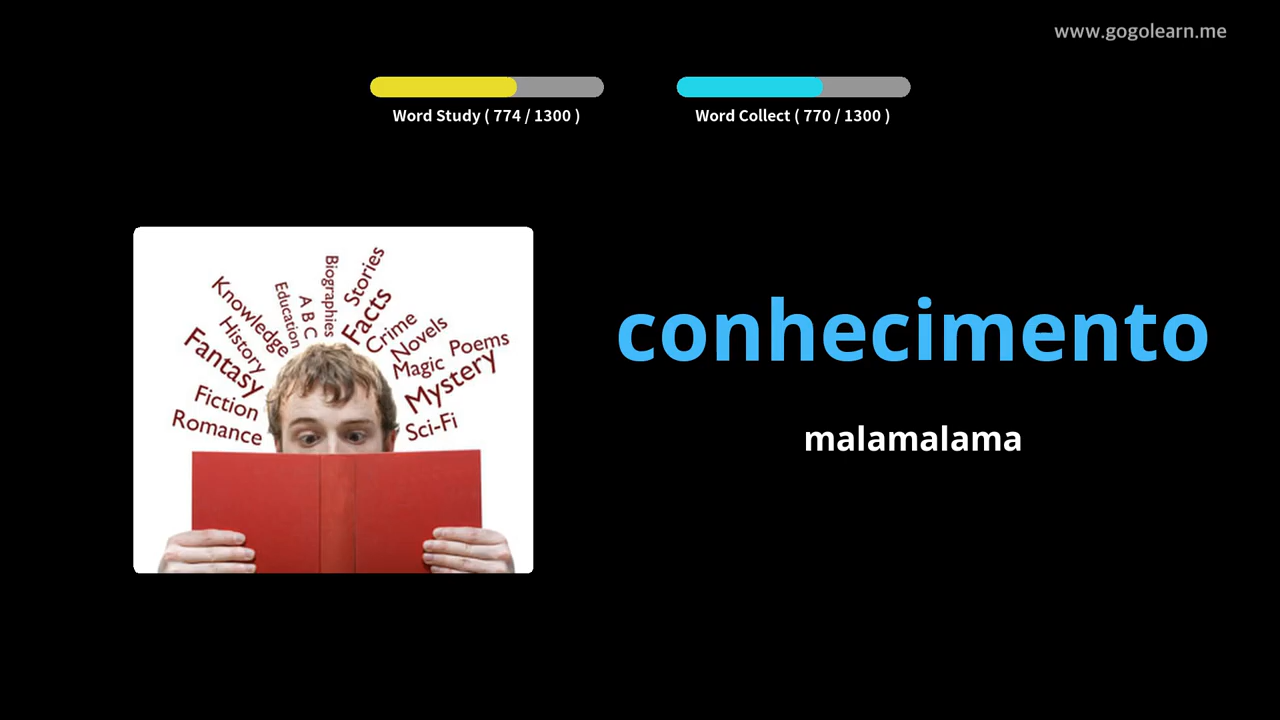 www.gogolearn.me
Word Study ( 774 / 1300 )
Word Collect ( 770 / 1300 )
Knowledge
Education
A B C
Biographies
Stories
Facts
History
Crime
Novels
Fantasy
Magic
Poems
Fiction
Mystery
Romance
Sci-Fi
conhecimento
malamalama